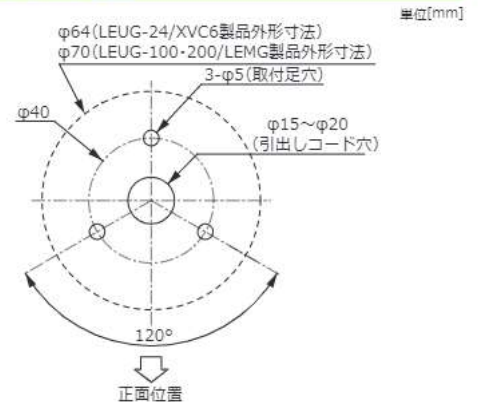 単位[mm]
φ64(LEUG-24/XVC6製品外形寸法)
φ70(LEUG-100・200/LEMG製品外形寸法)
3-φ5(取付足穴)
φ40
φ15～φ20
(引出しコード穴)
120°
正面位置